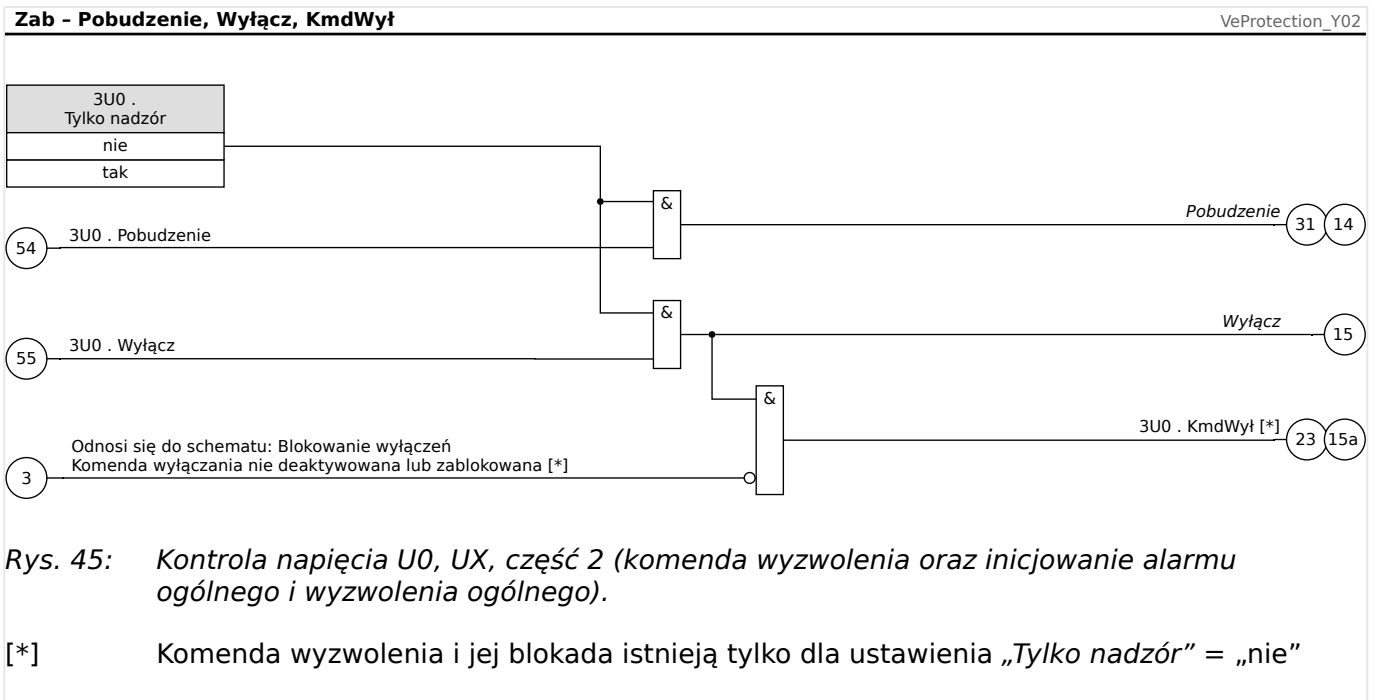 Zab – Pobudzenie, Wyłącz, KmdWył
VeProtection_Y02
3U0 .
Tylko nadzór
nie
tak
&
Pobudzenie
31
14
54
3U0 . Pobudzenie
&
Wyłącz
15
55
3U0 . Wyłącz
&
3U0 . KmdWył [*]
23
15a
Odnosi się do schematu: Blokowanie wyłączeń
Komenda wyłączania nie deaktywowana lub zablokowana [*]
3
Rys. 45: Kontrola napięcia U0, UX, część 2 (komenda wyzwolenia oraz inicjowanie alarmu
ogólnego i wyzwolenia ogólnego).
[*] Komenda wyzwolenia i jej blokada istnieją tylko dla ustawienia „Tylko nadzór” = „nie”